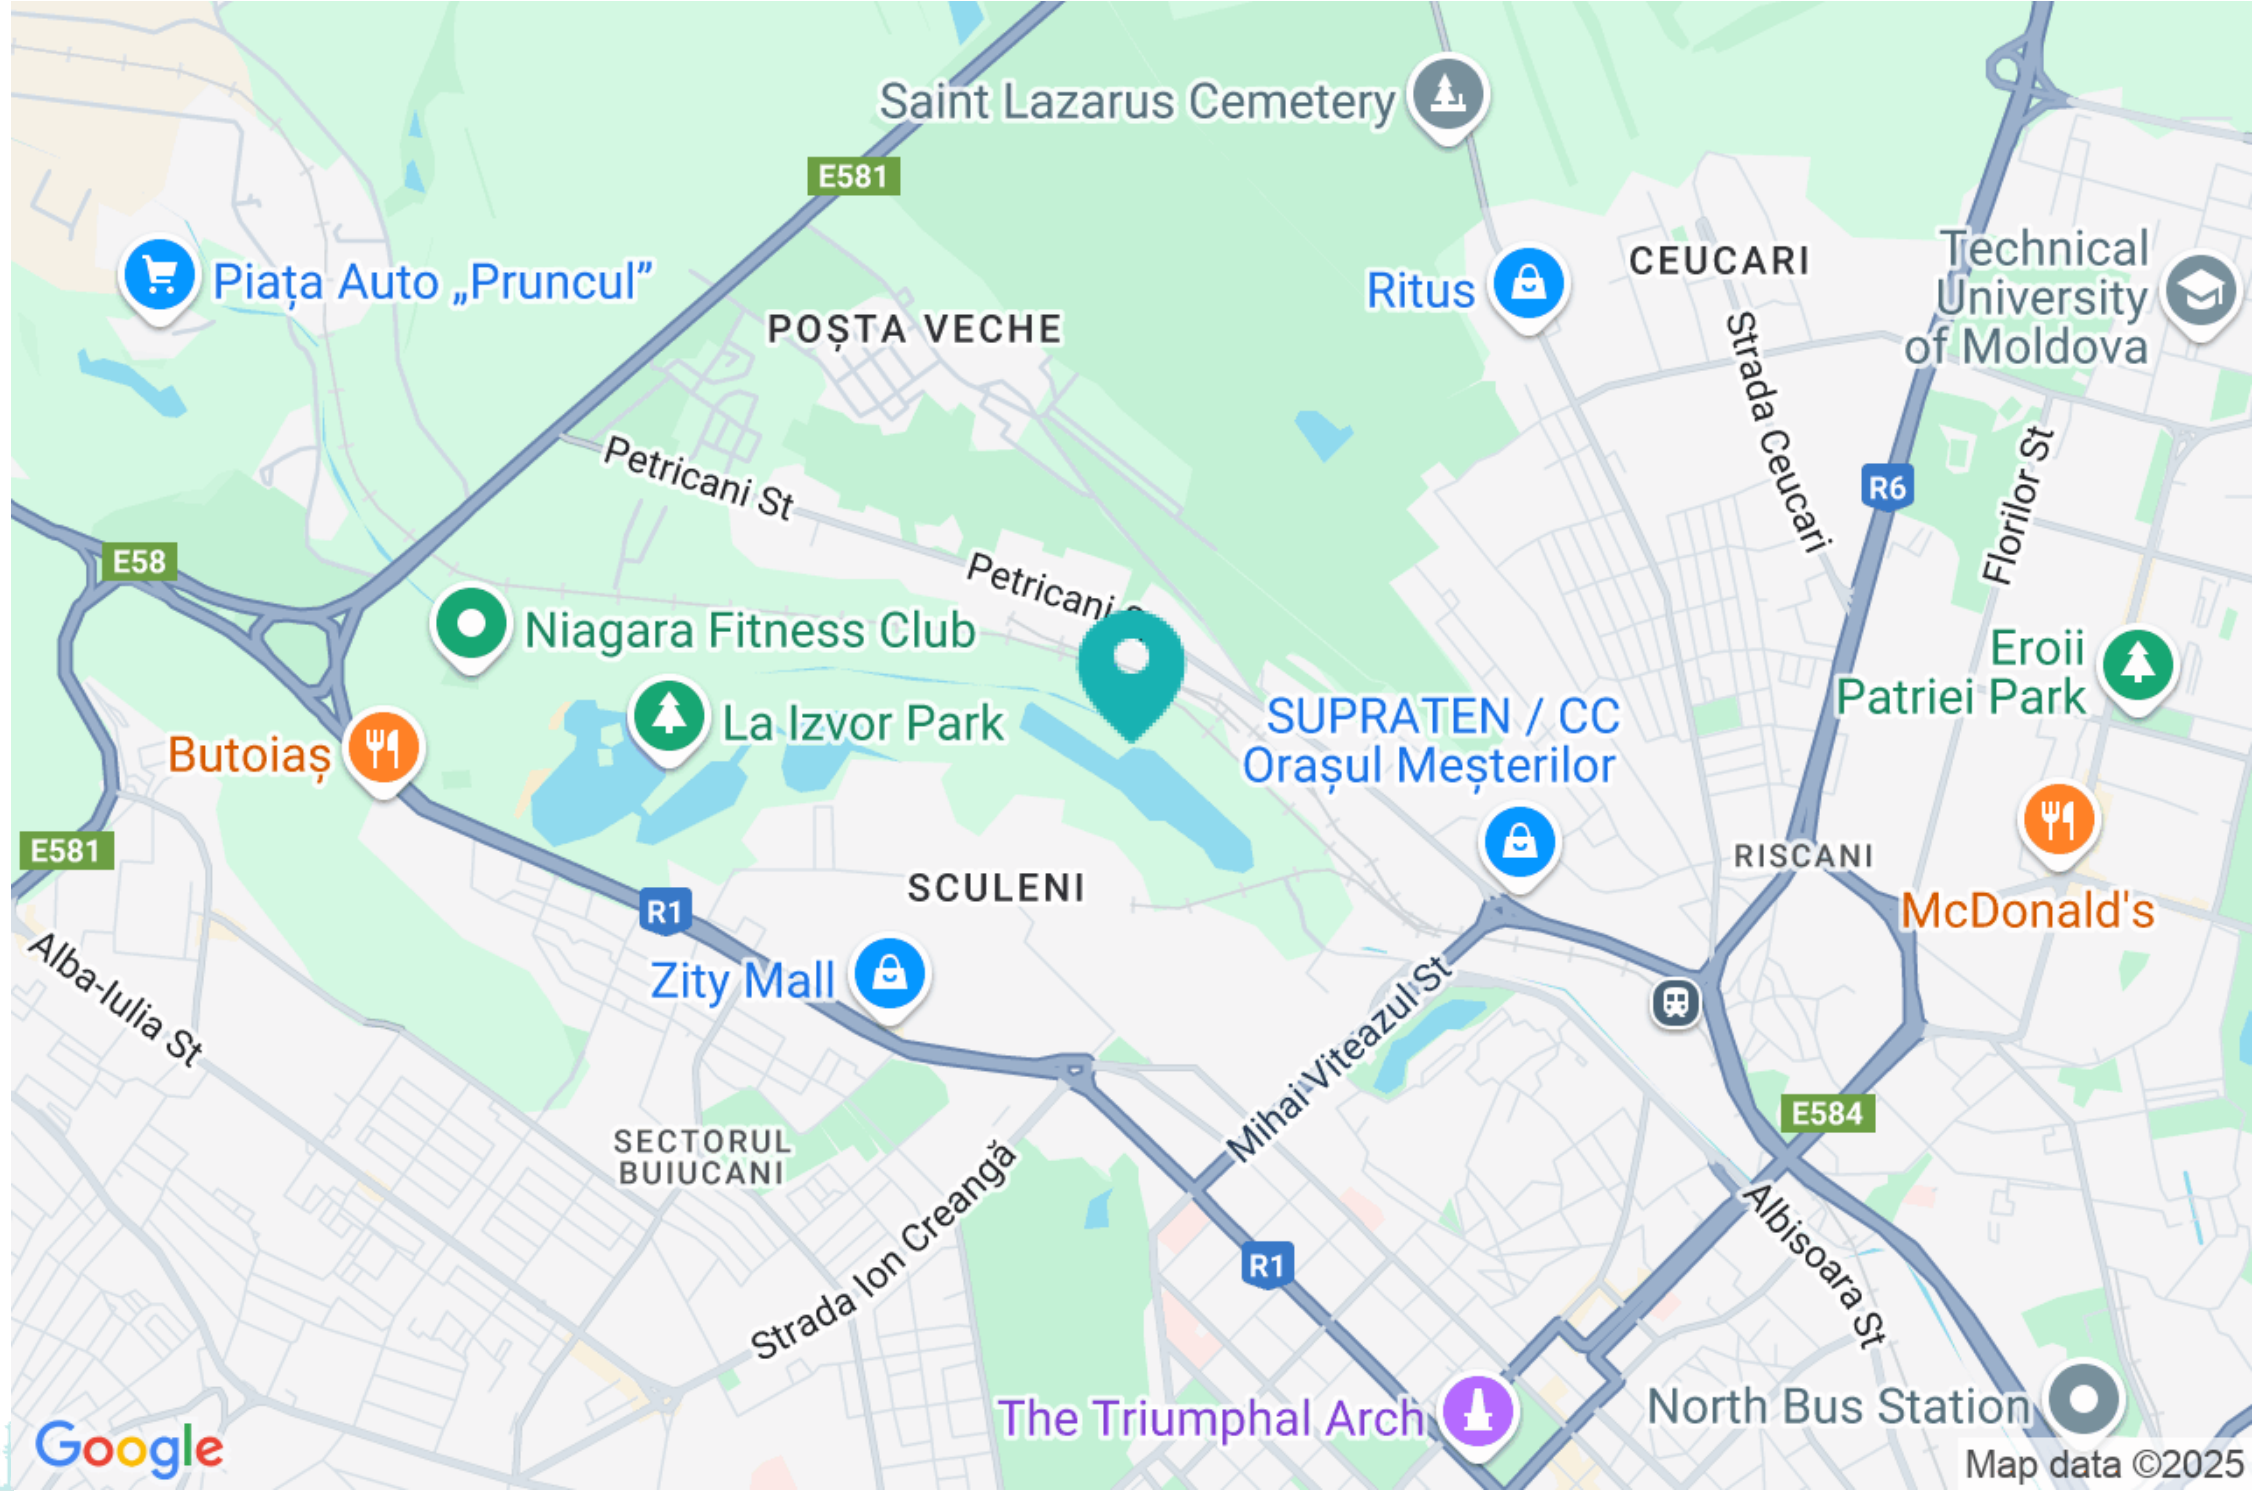 Saint Lazarus Cemetery
E581
CEUCARI
Technical
University
of Moldova
Piața Auto „Pruncul”
Ritus
POȘTA VECHE
Strada Ceucari
Petricani St
R6
Florilor St
E58
Petricani S
Niagara Fitness Club
Eroii
Patriei Park
La Izvor Park
SUPRATEN / CC
Orașul Meșterilor
Butoiaș
E581
RISCANI
SCULENI
R1
McDonald's
Alba-Iulia St
Zity Mall
Mihai Viteazul St
E584
SECTORUL
BUIUCANI
Strada Ion Creangă
Albisoara St
R1
The Triumphal Arch
North Bus Station
Google
Map data ©2025